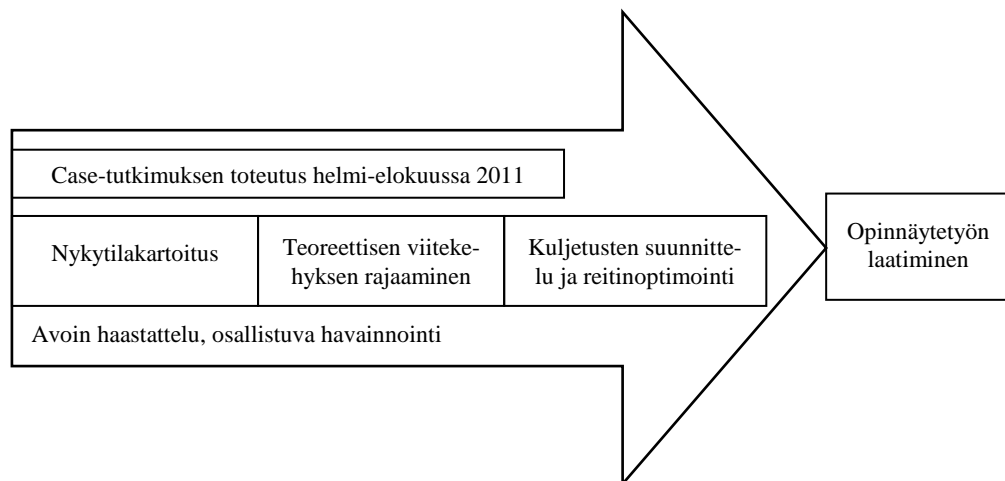 Case-tutkimuksen toteutus helmi-elokuussa 2011
Nykytilakartoitus
Teoreettisen viiteke-
hyksen rajaaminen
Kuljetusten suunnitte-
lu ja reitinoptimointi
Opinnäytetyön
laatiminen
Avoin haastattelu, osallistuva havainnointi